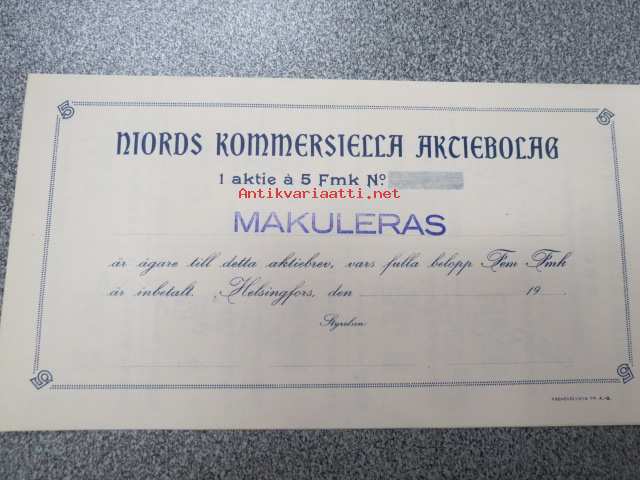 5 5
NIORDS KOMMERSIELLA AKTIEBOLAG
1 aktie à 5 Fmk Nº
Antikvariaatti.net
MAKULERAS
är ägare till detta aktiebrev, vars fulla belopp Fem Fmk
är inbetalt. Helsingfors, den 19
Styrelsen
5 5